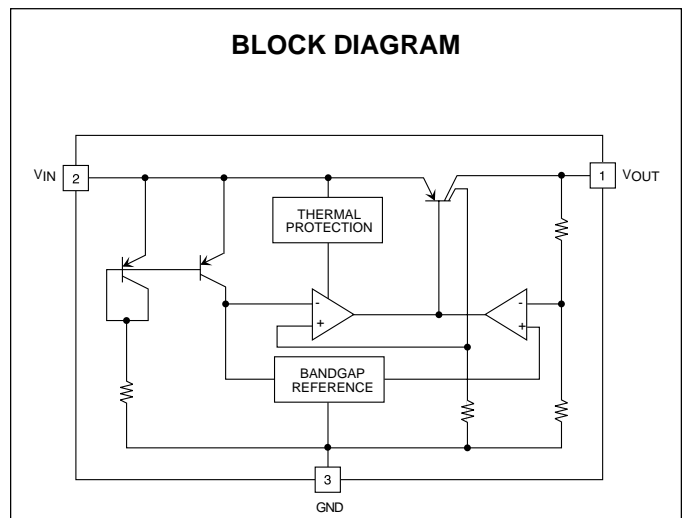 BLOCK DIAGRAM
VIN
2
1
VOUT
THERMAL
PROTECTION
-
+
-
+
BANDGAP
REFERENCE
3
GND